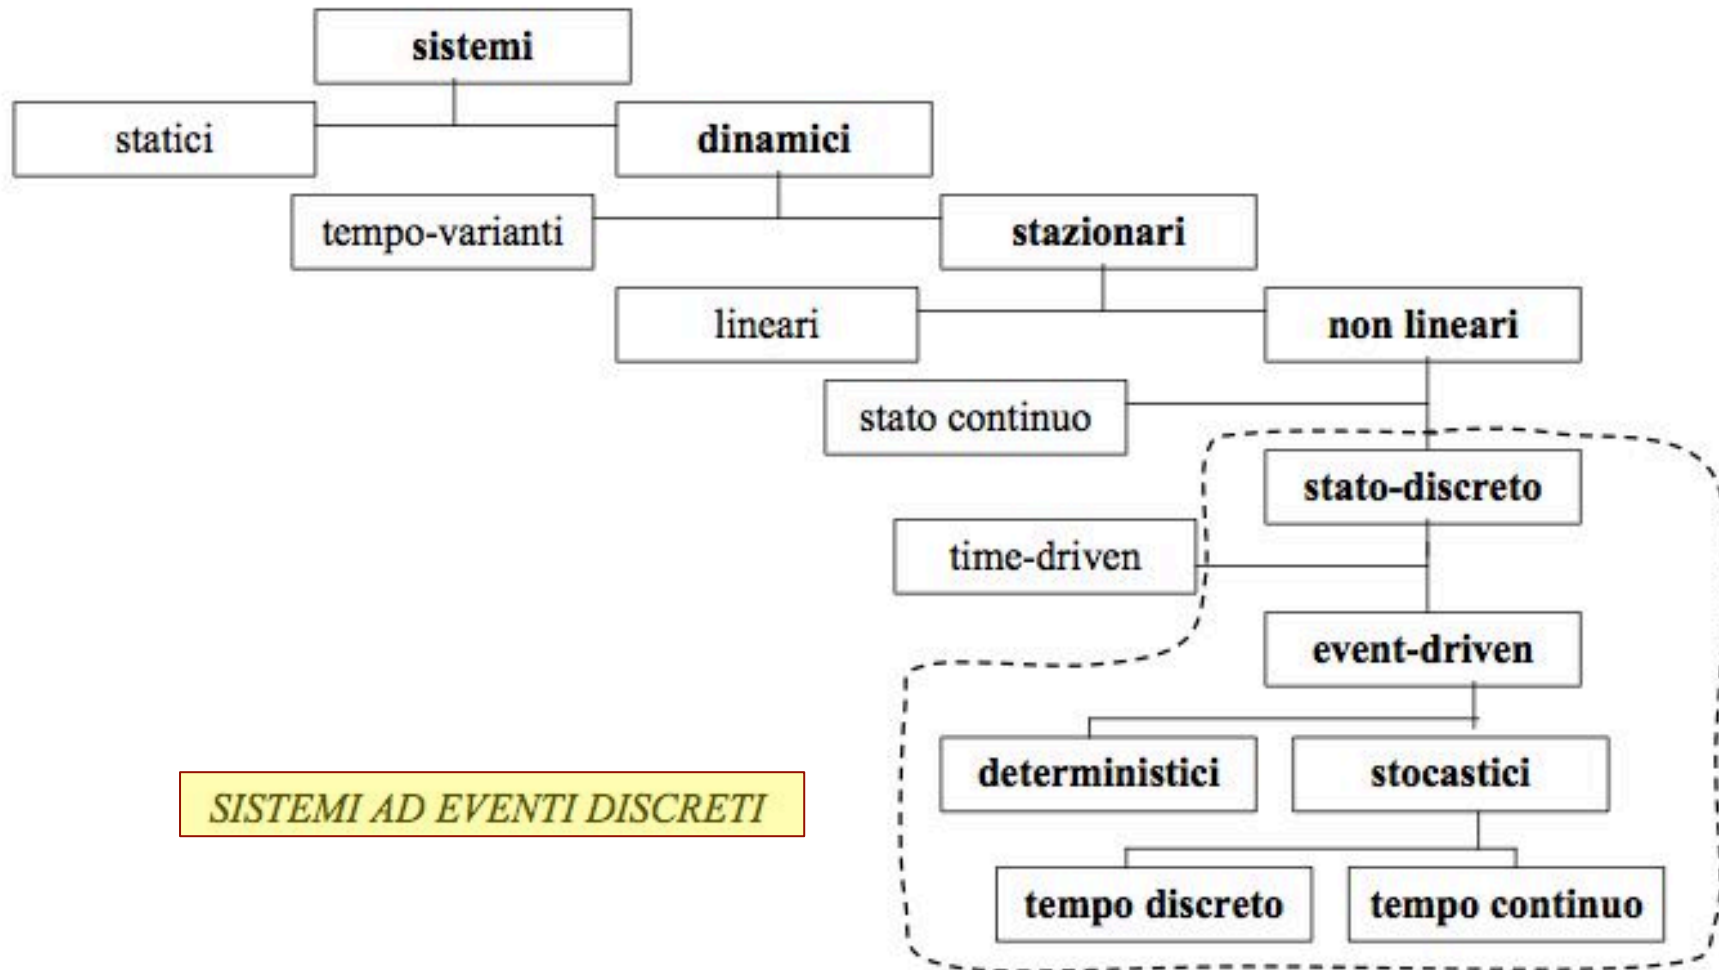 sistemi
statici
dinamici
tempo-varianti
stazionari
lineari
non lineari
stato continuo
stato-discreto
time-driven
event-driven
deterministici
stocastici
SISTEMI AD EVENTI DISCRETI
tempo discreto
tempo continuo